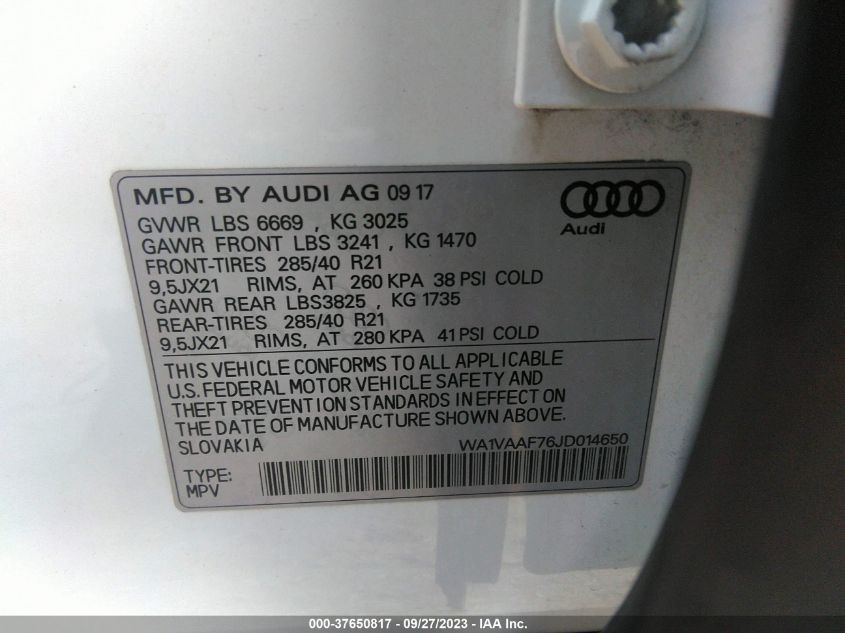 MFD. BY AUDI AG 09 17
GVWR LBS 6669 , KG 3025
GAWR FRONT LBS 3241 , KG 1470
FRONT-TIRES 285/40 R21
9,5JX21 RIMS, AT 260 KPA 38 PSI COLD
GAWR REAR LBS3825 , KG 1735
REAR-TIRES 285/40 R21
9,5JX21 RIMS, AT 280 KPA 41 PSI COLD
Audi
THIS VEHICLE CONFORMS TO ALL APPLICABLE
U.S. FEDERAL MOTOR VEHICLE SAFETY AND
THEFT PREVENTION STANDARDS IN EFFECT ON
THE DATE OF MANUFACTURE SHOWN ABOVE.
SLOVAKIA WA1VAAF76JD014650
TYPE:
MPV
000-37650817 - 09/27/2023 - IAA Inc.